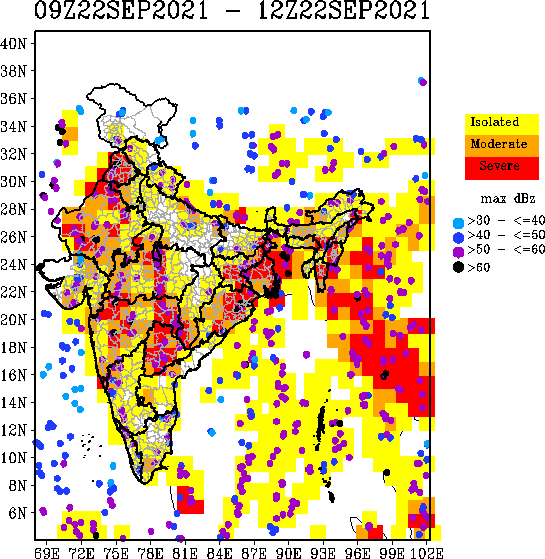 09Z22SEP2021 – 12Z22SEP2021
40N
38N
36N
34N
32N
30N
28N
26N
24N
22N
20N
18N
16N
14N
12N
10N
8N
6N
69E 72E 75E 78E 81E 84E 87E 90E 93E 96E 99E 102E
Isolated
Moderate
Severe
max dBz
>30 - <=40
>40 - <=50
>50 - <=60
>60